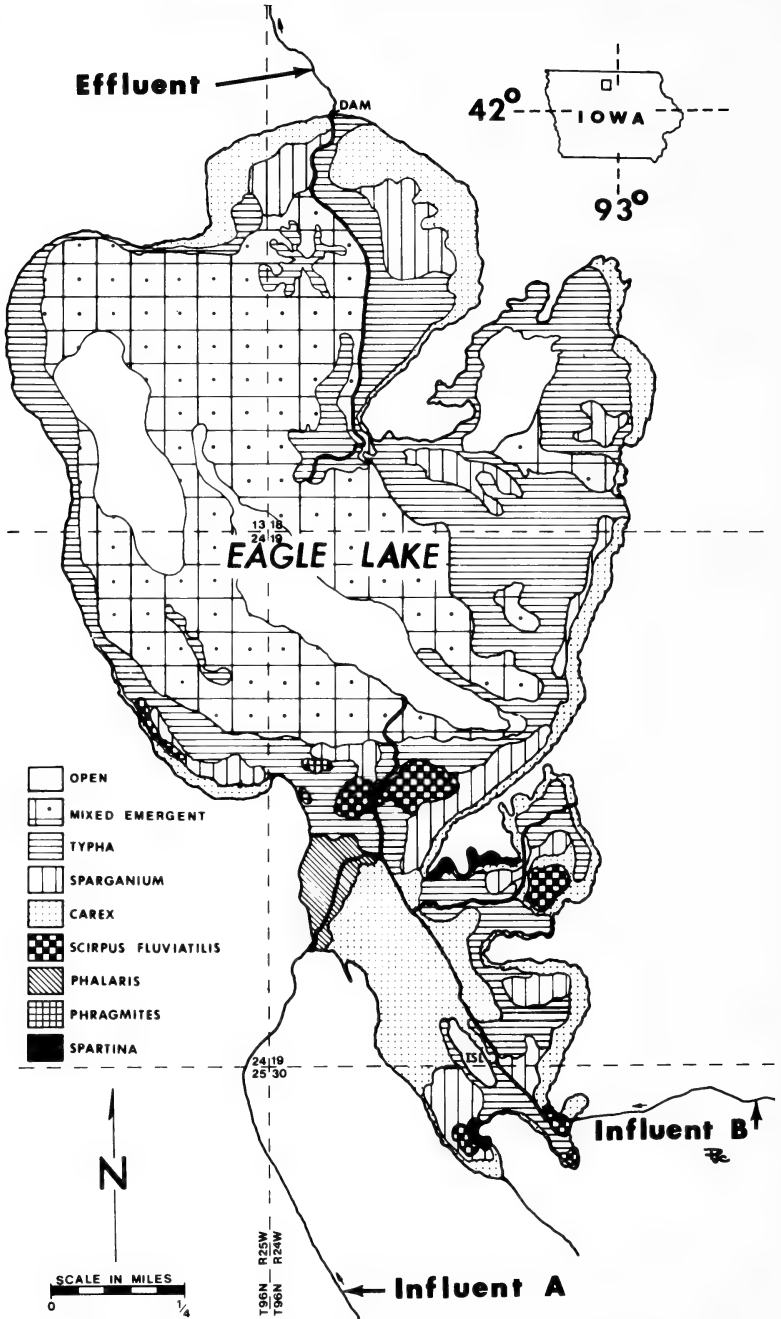 Effluent
DAM
42°
IOWA
93°
13 18
24 19
EAGLE LAKE
OPEN
MIXED EMERGENT
TYPHA
SPARGANIUM
CAREX
SCIRPUS FLUVIATILIS
PHALARIS
PHRAGMITES
SPARTINA
ISL
24 19
25 30
Influent B
N
R25W
R24W
T96N
T96N
SCALE IN MILES
0 1/4
Influent A